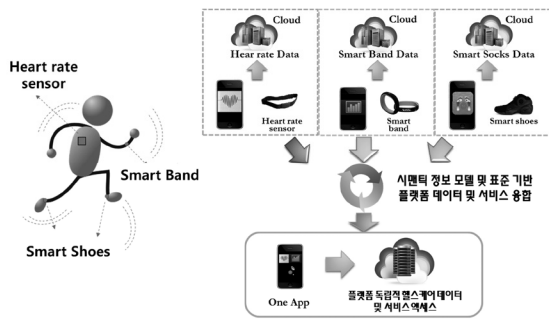 Heart rate
sensor
Smart Band
Smart Shoes
Cloud
Hear rate Data
Heart rate
sensor
Cloud
Smart Band Data
Smart
band
Cloud
Smart Socks Data
Smart shoes
시맨틱 정보 모델 및 표준 기반
플랫폼 데이터 및 서비스 융합
One App
플랫폼 독립적 헬스케어 데이터
및 서비스 액세스